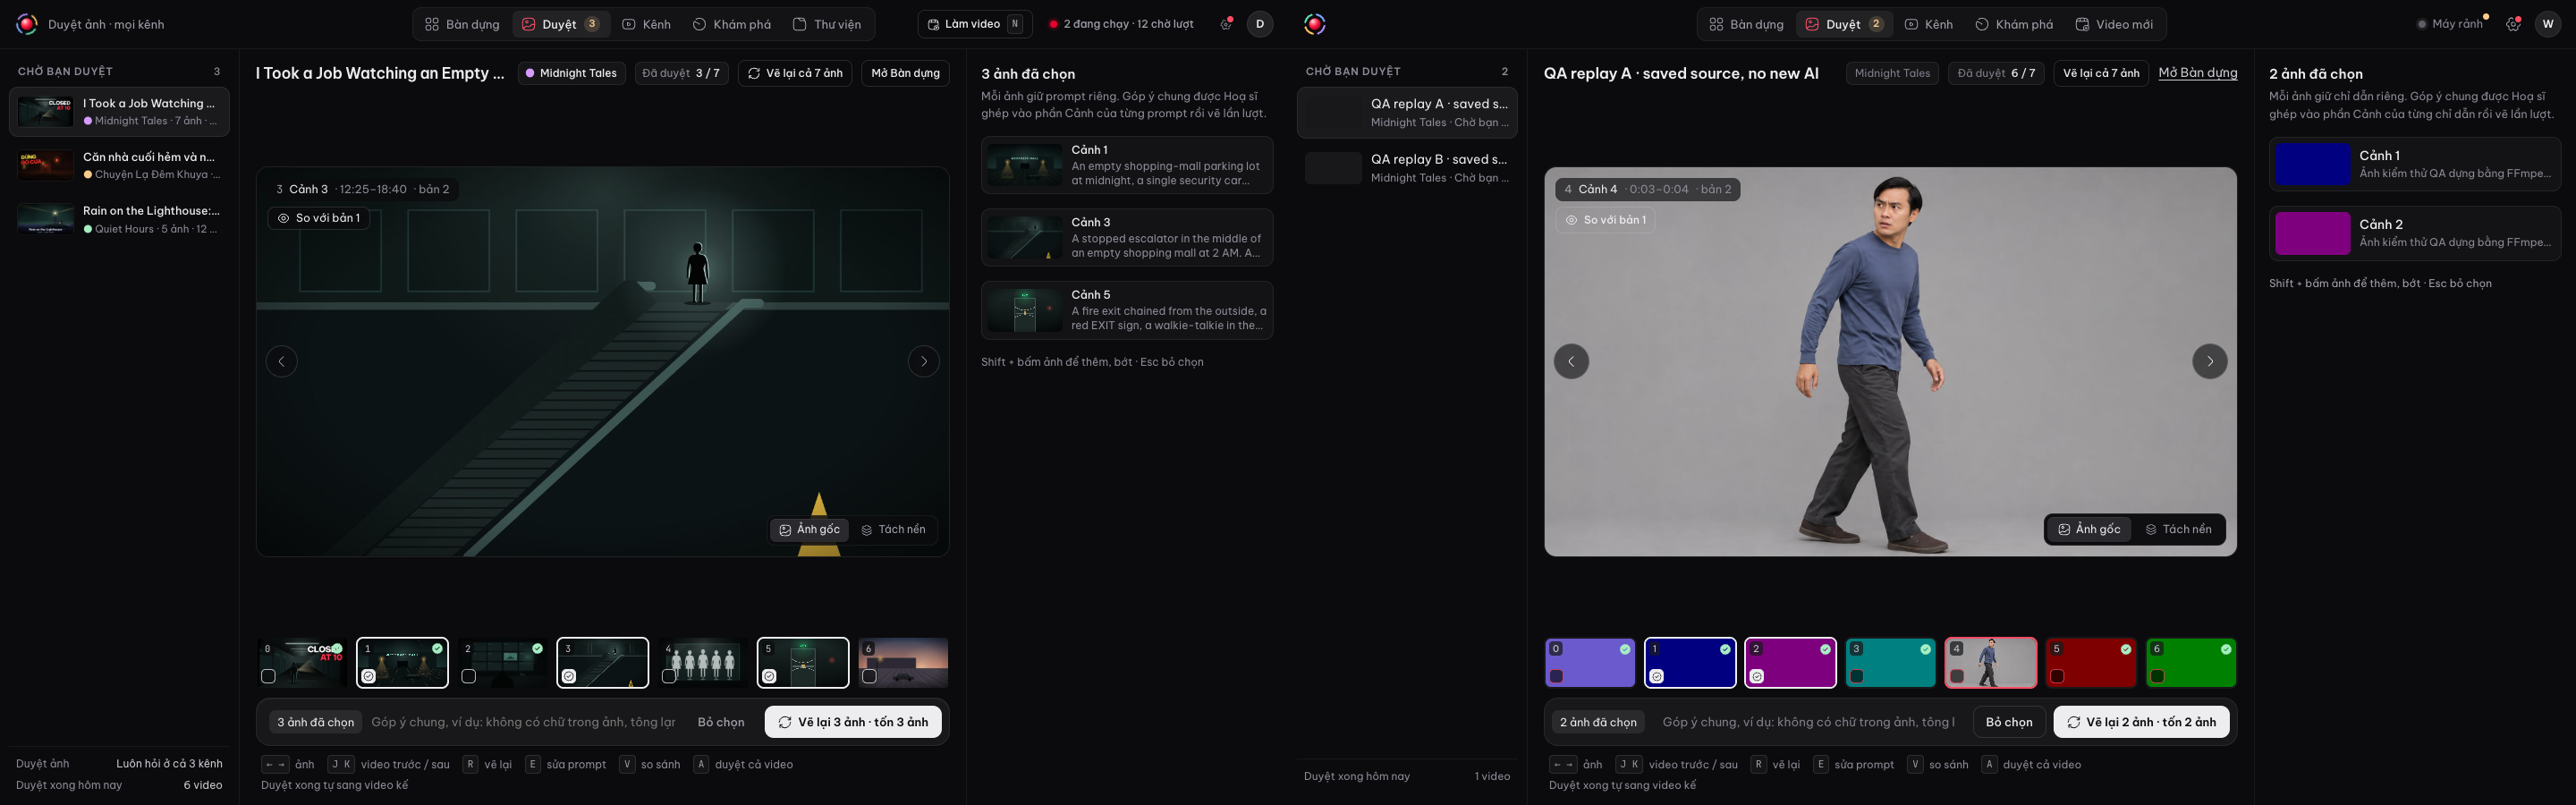 Duyệt ảnh · mọi kênh
Bàn dựng
Duyệt 3
Kênh
Khám phá
Thư viện
Làm video N
2 đang chạy · 12 chờ lượt
D
CHỜ BẠN DUYỆT 3
I Took a Job Watching ...
Midnight Tales · 7 ảnh · ...
Căn nhà cuối hẻm và n...
Chuyện Lạ Đêm Khuya ·...
Rain on the Lighthouse:...
Quiet Hours · 5 ảnh · 12 ...
Duyệt ảnh Luôn hỏi ở cả 3 kênh
Duyệt xong hôm nay 6 video
I Took a Job Watching an Empty ...
Midnight Tales
Đã duyệt 3 / 7
Vẽ lại cả 7 ảnh
Mở Bàn dựng
3 Cảnh 3 · 12:25–18:40 · bản 2
So với bản 1
Ảnh gốc
Tách nền
0 CLOSED AT 10
1
2
3
4
5
6
3 ảnh đã chọn
Góp ý chung, ví dụ: không có chữ trong ảnh, tông lạr
Bỏ chọn
Vẽ lại 3 ảnh · tốn 3 ảnh
← → ảnh J K video trước / sau R vẽ lại E sửa prompt V so sánh A duyệt cả video
Duyệt xong tự sang video kế
3 ảnh đã chọn
Mỗi ảnh giữ prompt riêng. Góp ý chung được Hoạ sĩ
ghép vào phần Cảnh của từng prompt rồi vẽ lần lượt.
Cảnh 1
An empty shopping-mall parking lot
at midnight, a single security car...
Cảnh 3
A stopped escalator in the middle of
an empty shopping mall at 2 AM. A...
Cảnh 5
A fire exit chained from the outside, a
red EXIT sign, a walkie-talkie in the...
Shift + bấm ảnh để thêm, bớt · Esc bỏ chọn
Bàn dựng
Duyệt 2
Kênh
Khám phá
Video mới
Máy rảnh
W
CHỜ BẠN DUYỆT 2
QA replay A · saved s...
Midnight Tales · Chờ bạn ...
QA replay B · saved s...
Midnight Tales · Chờ bạn ...
Duyệt xong hôm nay 1 video
QA replay A · saved source, no new AI
Midnight Tales
Đã duyệt 6 / 7
Vẽ lại cả 7 ảnh
Mở Bàn dựng
4 Cảnh 4 · 0:03–0:04 · bản 2
So với bản 1
Ảnh gốc
Tách nền
0
1
2
3
4
5
6
2 ảnh đã chọn
Góp ý chung, ví dụ: không có chữ trong ảnh, tông l
Bỏ chọn
Vẽ lại 2 ảnh · tốn 2 ảnh
← → ảnh J K video trước / sau R vẽ lại E sửa prompt V so sánh A duyệt cả video
Duyệt xong tự sang video kế
2 ảnh đã chọn
Mỗi ảnh giữ chỉ dẫn riêng. Góp ý chung được Hoạ sĩ
ghép vào phần Cảnh của từng chỉ dẫn rồi vẽ lần lượt.
Cảnh 1
Ảnh kiểm thử QA dựng bằng FFmpe...
Cảnh 2
Ảnh kiểm thử QA dựng bằng FFmpe...
Shift + bấm ảnh để thêm, bớt · Esc bỏ chọn